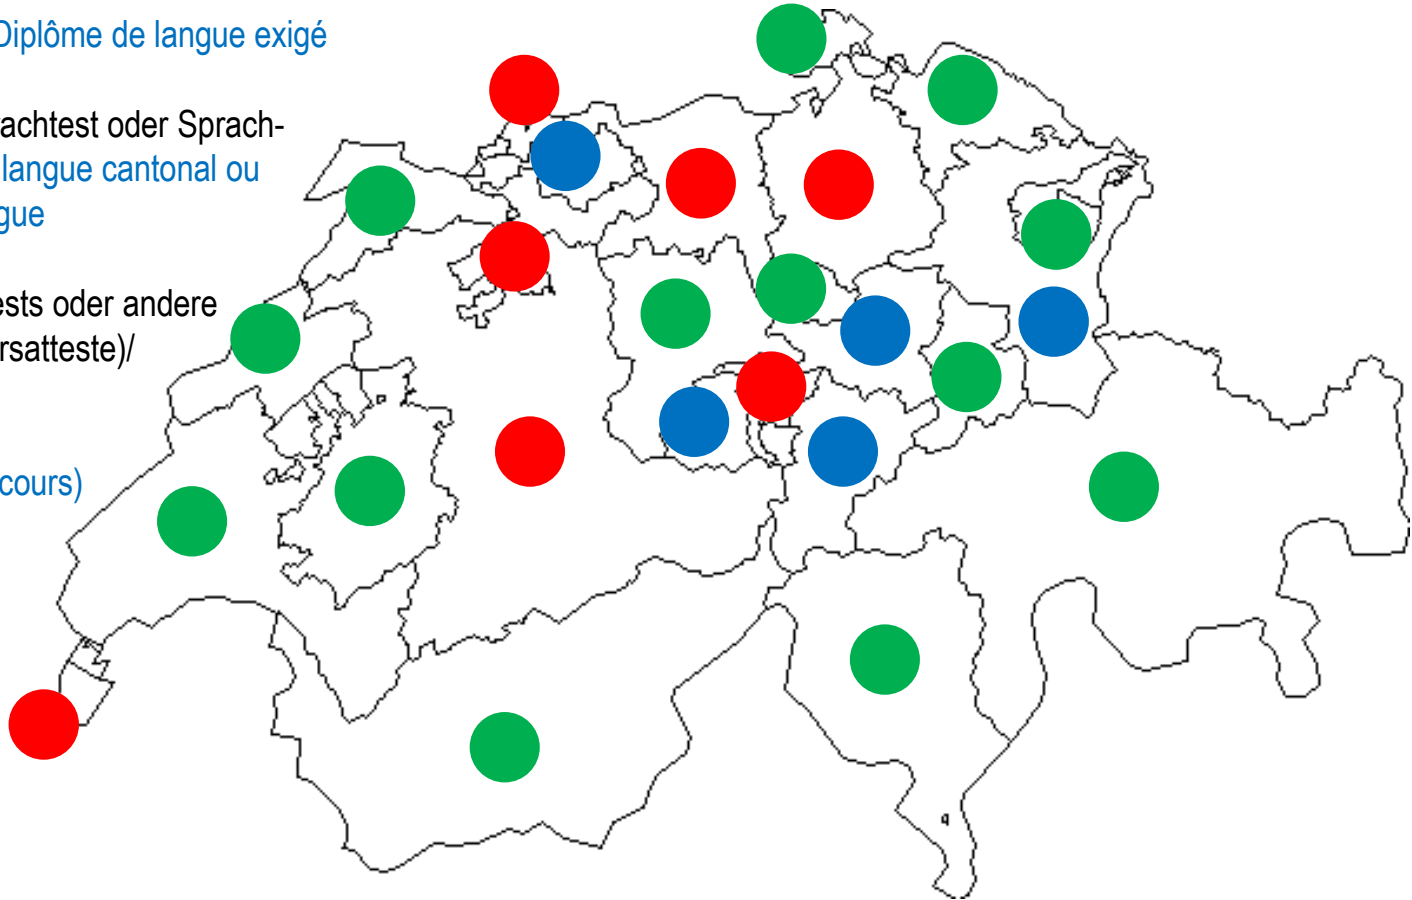 Diplôme de langue exigé
achtest oder Sprach-
langue cantonal ou
gue
ests oder andere
rsatteste)/
cours)